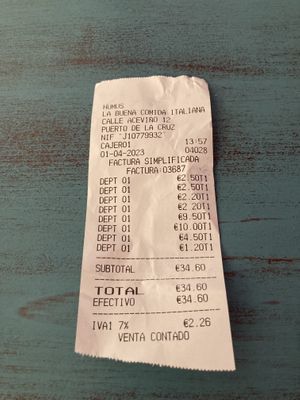 HUMUS
LA BUENA COMIDA ITALIANA
CALLE ACEVIÑO 12
PUERTO DE LA CRUZ
NIF "J10779932"
CAJERO1 13:57
01-04-2023 04028
FACTURA SIMPLIFICADA
FACTURA 03687
DEPT 01 €2.50T1
DEPT 01 €2.50T1
DEPT 01 €2.20T1
DEPT 01 €2.20T1
DEPT 01 €9.50T1
DEPT 01 €10.00T1
DEPT 01 €4.50T1
DEPT 01 €1.20T1
SUBTOTAL €34.60
TOTAL €34.60
EFECTIVO €34.60
IVA1 7% €2.26
VENTA CONTADO